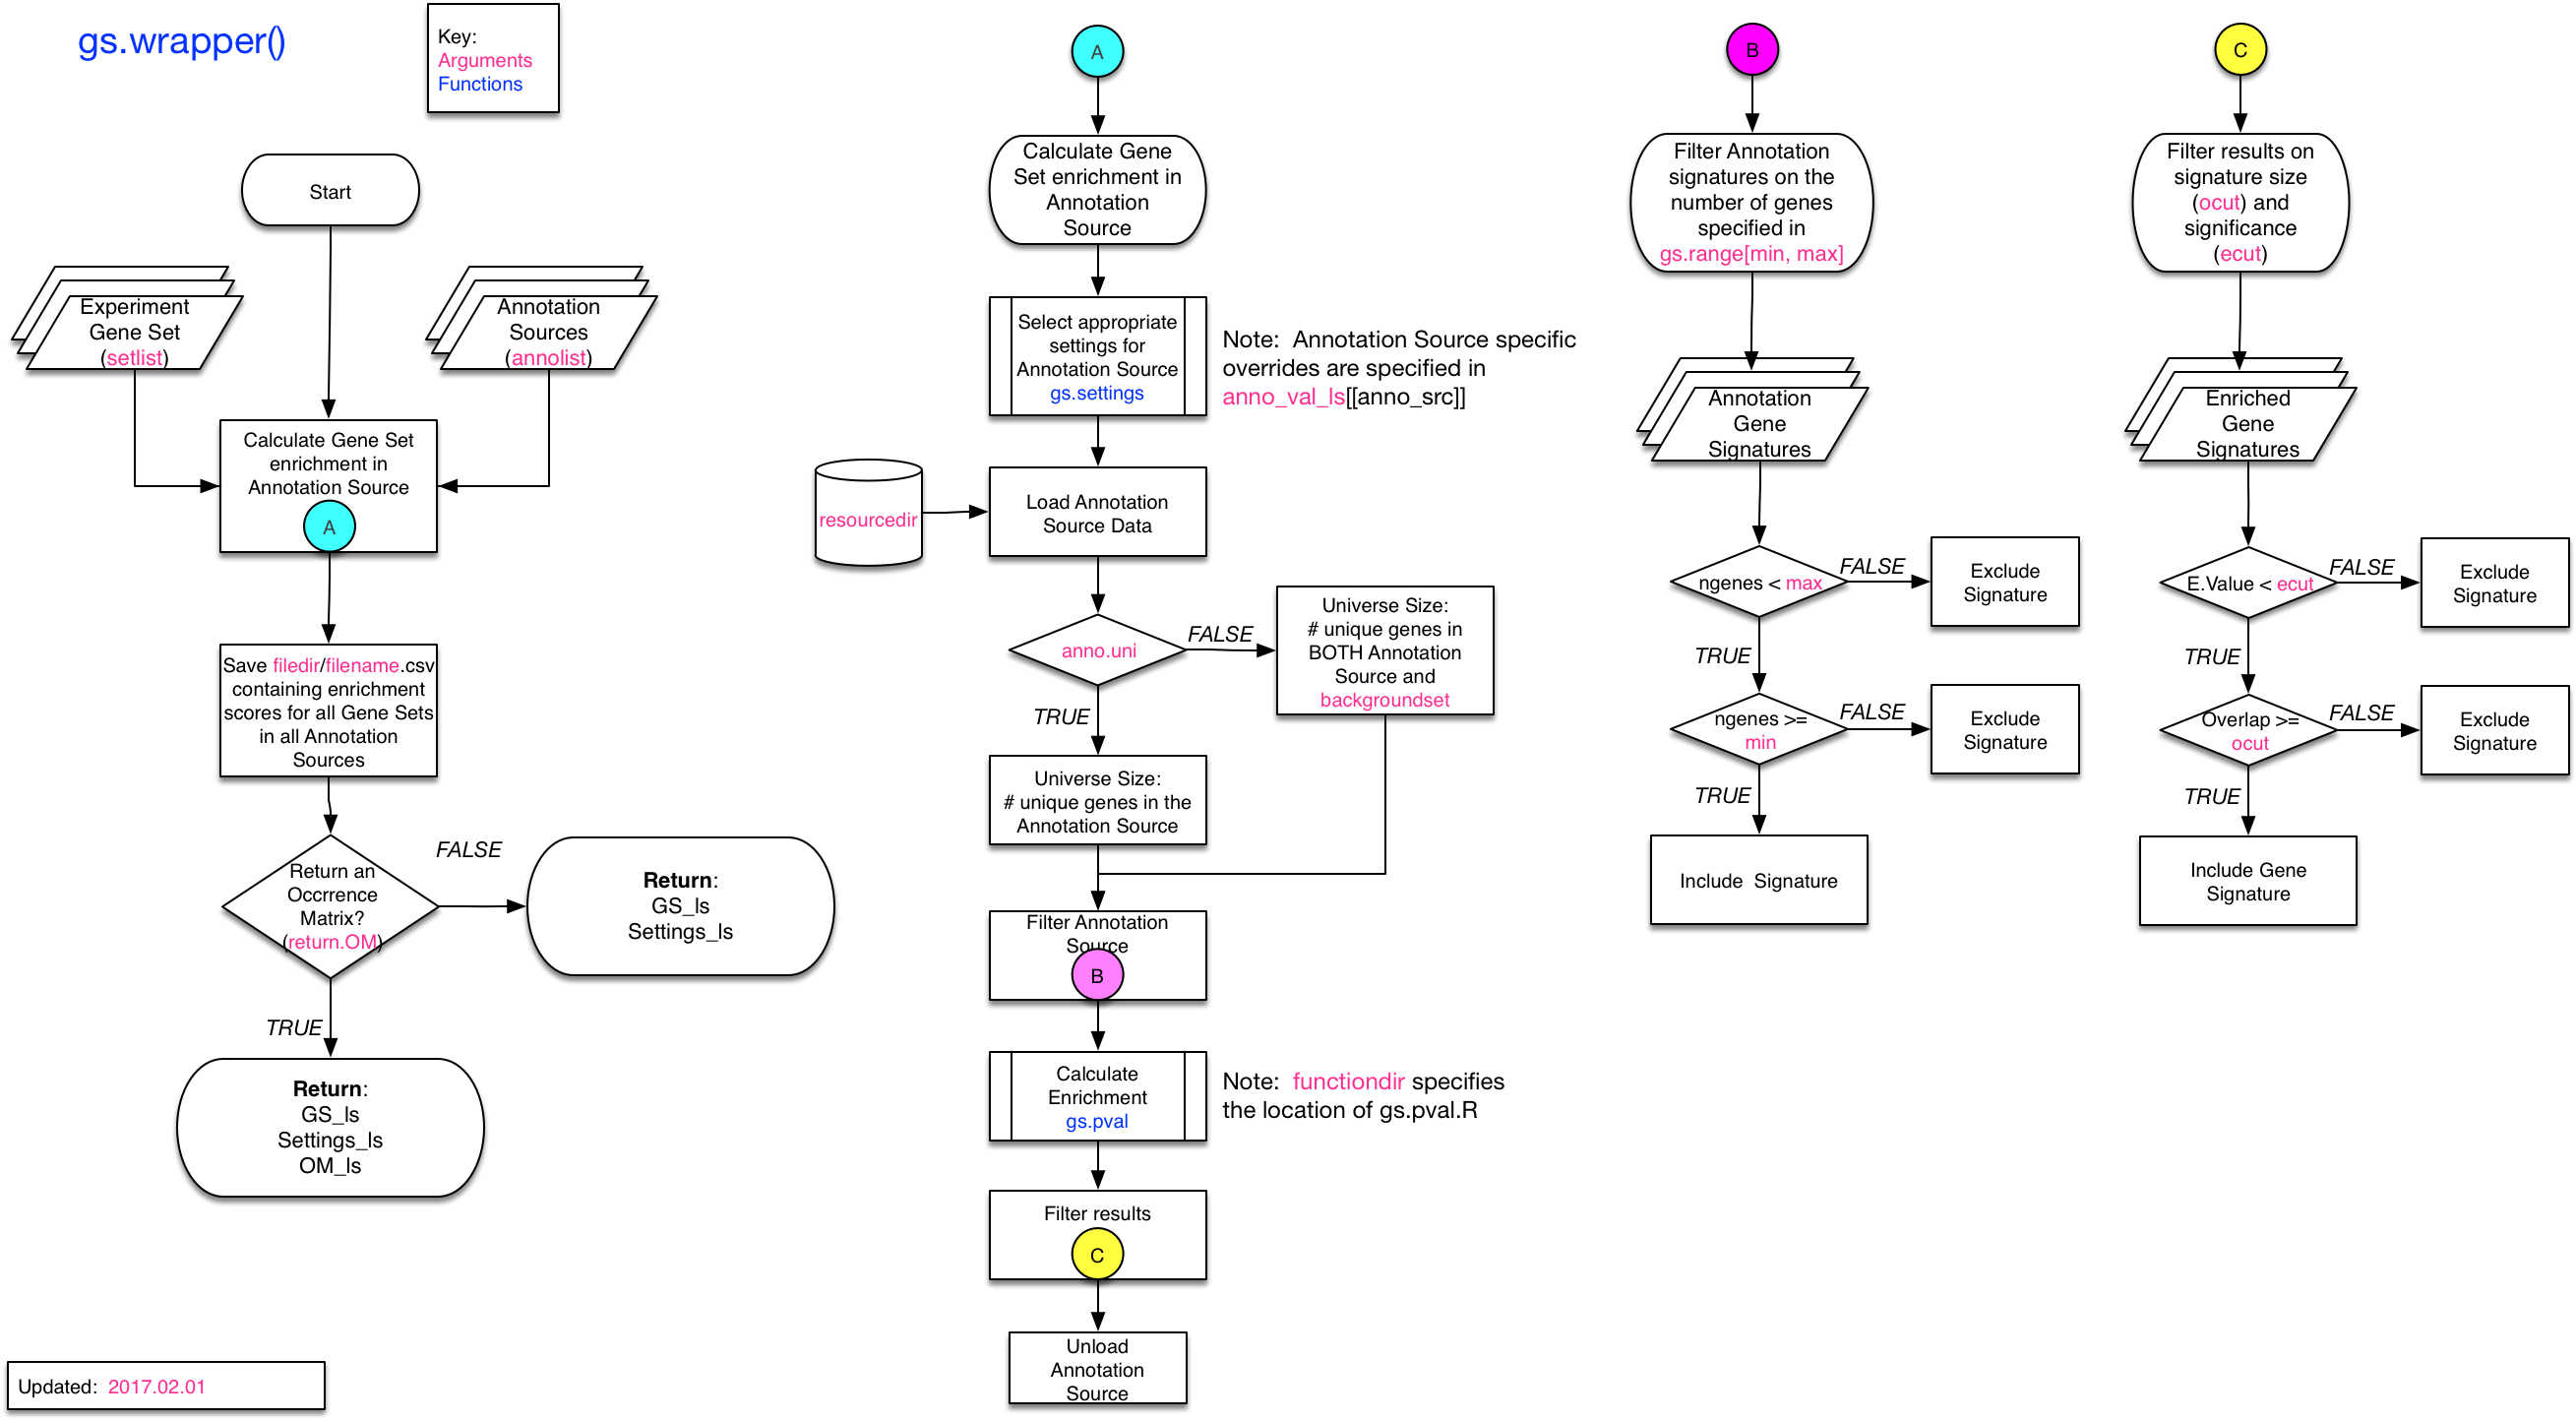 gs.wrapper()
Key:
Arguments
Functions
Start
Experiment
Gene Set
(setlist)
Annotation
Sources
(annolist)
Calculate Gene Set
enrichment in
Annotation Source
A
Save filedir/filename.csv
containing enrichment
scores for all Gene Sets
in all Annotation
Sources
Return an
Occrrence
Matrix?
(return.OM)
FALSE
Return:
GS_ls
Settings_ls
TRUE
Return:
GS_ls
Settings_ls
OM_ls
Updated: 2017.02.01
A
Calculate Gene
Set enrichment in
Annotation
Source
Select appropriate
settings for
Annotation Source
gs.settings
Note: Annotation Source specific
overrides are specified in
anno_val_ls[[anno_src]]
resourcedir
Load Annotation
Source Data
anno.uni
FALSE
Universe Size:
# unique genes in
BOTH Annotation
Source and
backgroundset
TRUE
Universe Size:
# unique genes in the
Annotation Source
Filter Annotation
Source
B
Calculate
Enrichment
gs.pval
Note: functiondir specifies
the location of gs.pval.R
Filter results
C
Unload
Annotation
Source
B
Filter Annotation
signatures on the
number of genes
specified in
gs.range[min, max]
Annotation
Gene
Signatures
ngenes < max
FALSE
Exclude
Signature
TRUE
ngenes >=
min
FALSE
Exclude
Signature
TRUE
Include Signature
C
Filter results on
signature size
(ocut) and
significance
(ecut)
Enriched
Gene
Signatures
E.Value < ecut
FALSE
Exclude
Signature
TRUE
Overlap >=
ocut
FALSE
Exclude
Signature
TRUE
Include Gene
Signature